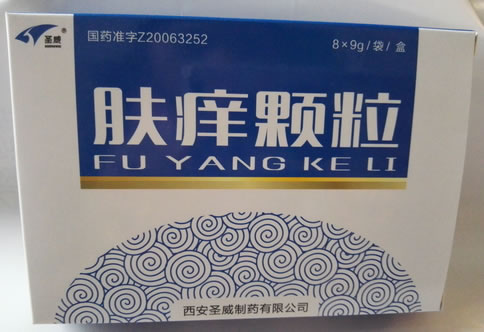 圣威®
国药准字Z20063252
8×9g/袋/盒
肤痒颗粒
FU YANG KE LI
西安圣威制药有限公司